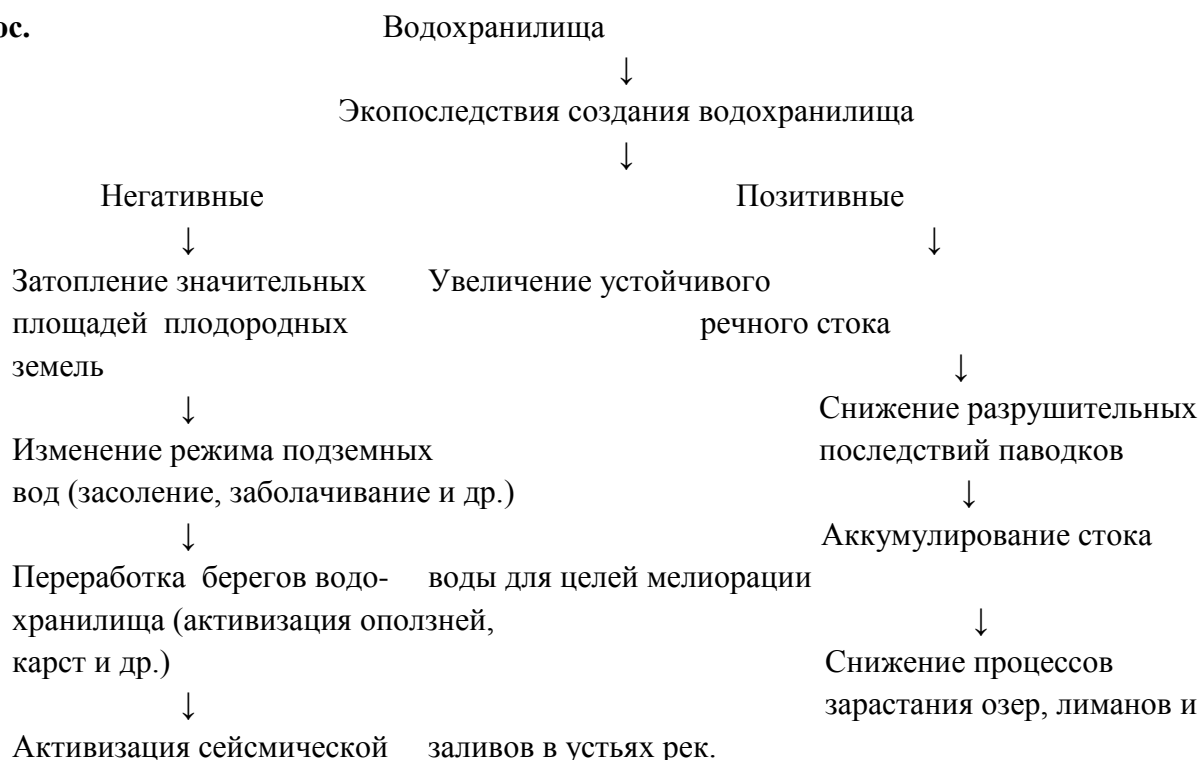 ос.
Водохранилища
↓
Экопоследствия создания водохранилища
↓
Негативные Позитивные
↓ ↓
Затопление значительных Увеличение устойчивого
площадей плодородных речного стока
земель
↓
↓ Снижение разрушительных
Изменение режима подземных последствий паводков
вод (засоление, заболачивание и др.) ↓
↓ Аккумулирование стока
Переработка берегов водо- воды для целей мелиорации
хранилища (активизация оползней, ↓
карст и др.) Снижение процессов
↓ зарастания озер, лиманов и
Активизация сейсмической заливов в устьях рек.